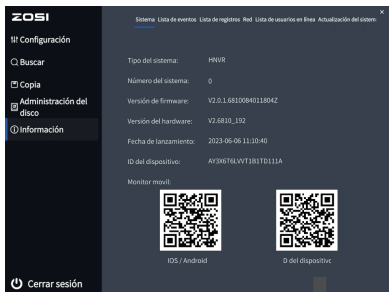 ZOSI
Sistema Lista de eventos Lista de registros Red Lista de usuarios en línea Actualización del sistem
Configuración
Buscar
Copia
Administración del
disco
Información
Tipo del sistema: HNVR
Número del sistema: 0
Versión de firmware: V2.0.1.6810084011804Z
Versión del hardware: V2.6810_192
Fecha de lanzamiento: 2023-06-06 11:10:40
ID del dispositivo: AY3X6T6LVVT1B1TD111A
Monitor movil:
IOS / Android
D del dispositivc
Cerrar sesión